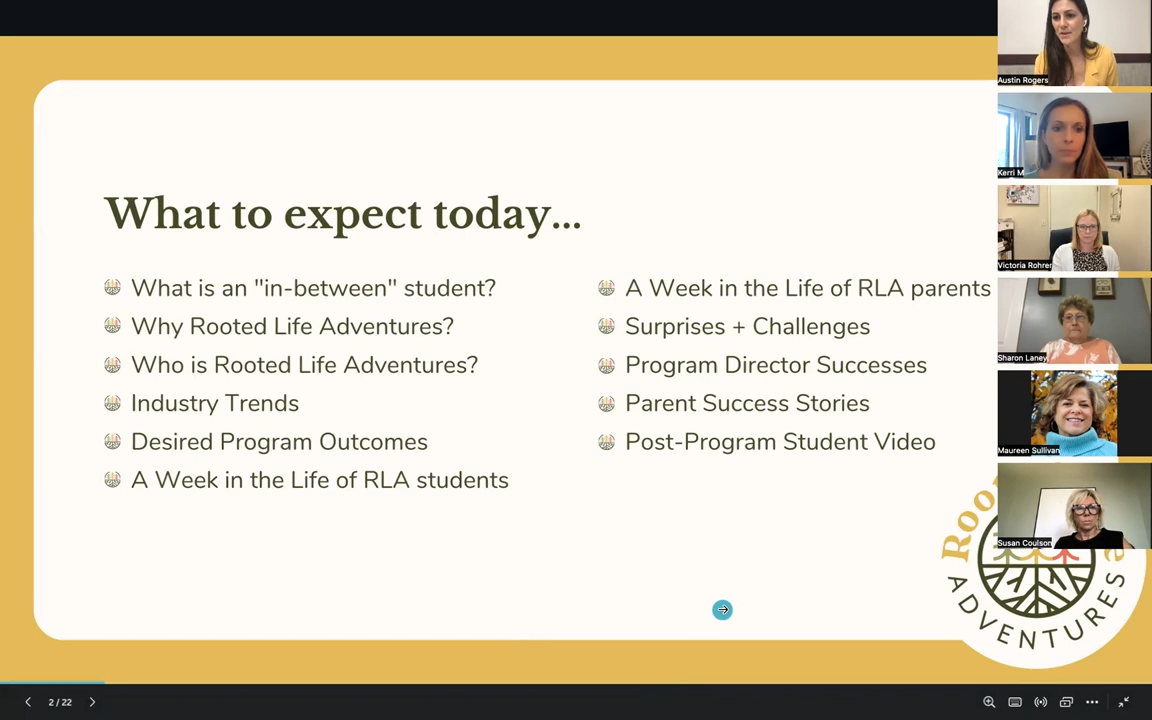 What to expect today...
What is an "in-between" student?
Why Rooted Life Adventures?
Who is Rooted Life Adventures?
Industry Trends
Desired Program Outcomes
A Week in the Life of RLA students
A Week in the Life of RLA parents
Surprises + Challenges
Program Director Successes
Parent Success Stories
Post-Program Student Video
Austin Rogers
Kerri M
Victoria Rohrer
Sharon Laney
Maureen Sullivan
Susan Coulson
ADVENTURES
2 / 22